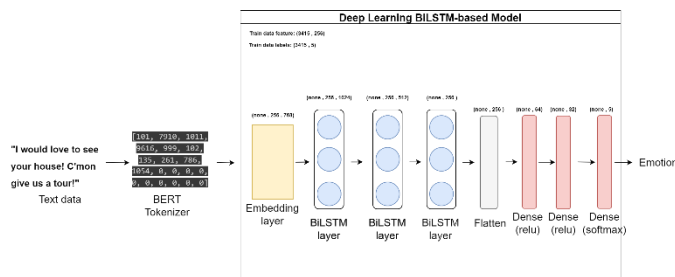 Deep Learning BILSTM-based Model
Train data feature: (9415 , 256)
Train data labels: (9415 , 5)
(none , 256 , 1024)
(none , 256 , 512)
(none , 256 )
(none , 256 , 768)
(none , 256 )
(none , 64)
(none , 32)
(none , 5)
"I would love to see
your house! C'mon
give us a tour!"
Text data
[101, 7910, 1011,
9616, 999, 102,
135, 261, 786,
1054, 0, 0, 0, 0,
0, 0, 0, 0, 0, 0]
BERT
Tokenizer
Embedding
layer
BiLSTM
layer
BiLSTM
layer
BiLSTM
layer
Flatten
Dense
(relu)
Dense
(relu)
Dense
(softmax)
Emotion